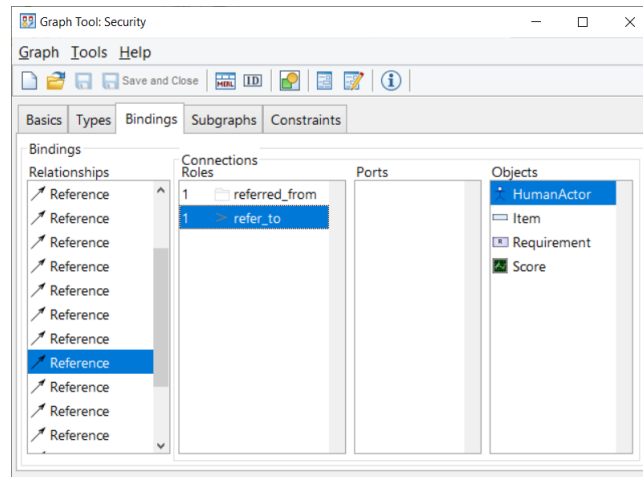 Graph Tool: Security
Graph Tools Help
Save and Close MERL ID
Basics Types Bindings Subgraphs Constraints
Bindings
Connections
Relationships Roles Ports Objects
Reference 1 referred_from HumanActor
Reference 1 refer_to Item
Reference R Requirement
Reference Score
Reference
Reference
Reference
Reference
Reference
Reference
Reference